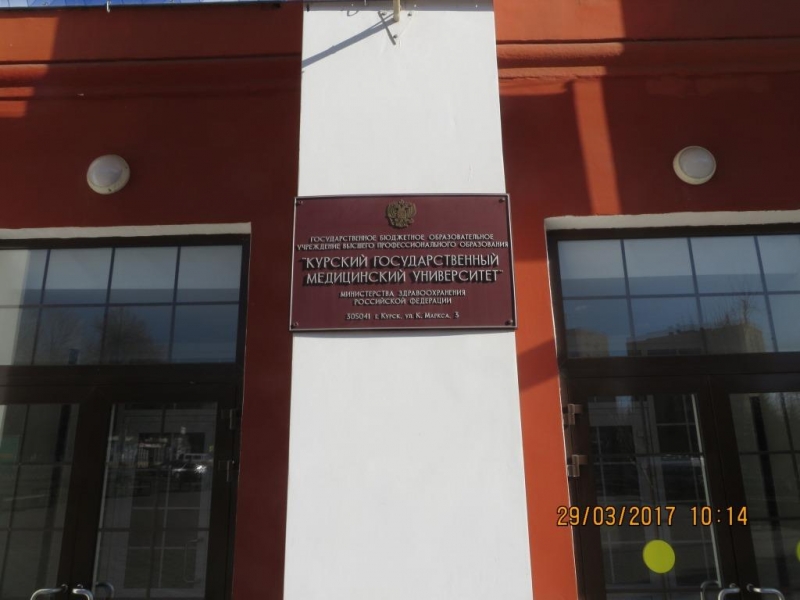 ГОСУДАРСТВЕННОЕ БЮДЖЕТНОЕ ОБРАЗОВАТЕЛЬНОЕ
УЧРЕЖДЕНИЕ ВЫСШЕГО ПРОФЕССИОНАЛЬНОГО ОБРАЗОВАНИЯ
"КУРСКИЙ ГОСУДАРСТВЕННЫЙ
МЕДИЦИНСКИЙ УНИВЕРСИТЕТ"
МИНИСТЕРСТВА ЗДРАВООХРАНЕНИЯ
РОССИЙСКОЙ ФЕДЕРАЦИИ
305041 г. Курск, ул. К. Маркса, 3
29/03/2017 10:14